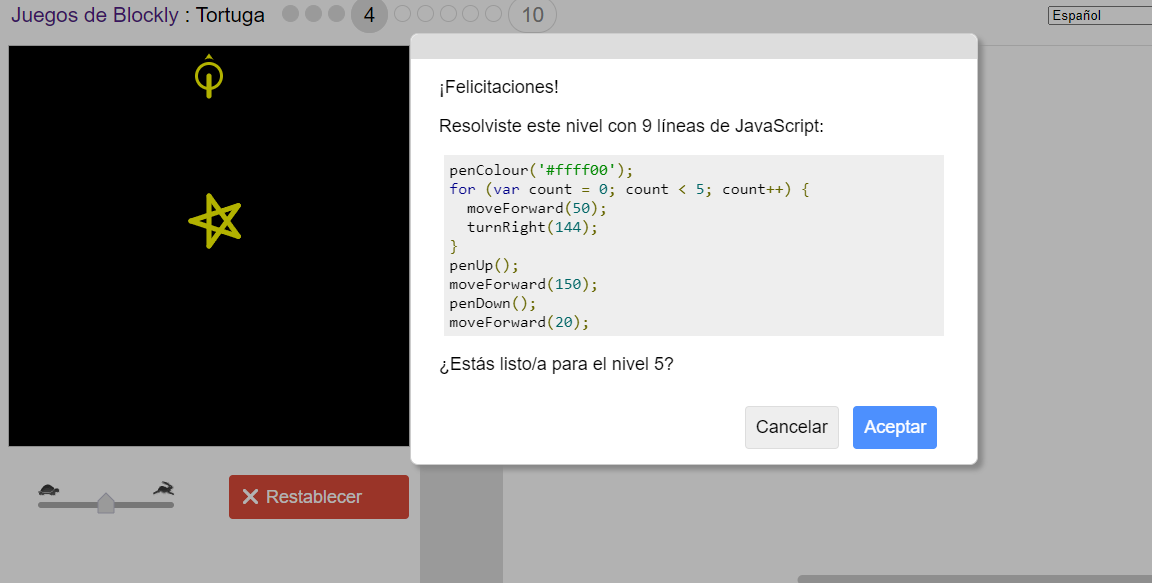 Juegos de Blockly : Tortuga 4 10
Español
¡Felicitaciones!
Resolviste este nivel con 9 líneas de JavaScript:
penColour('#ffff00');
for (var count = 0; count < 5; count++) {
  moveForward(50);
  turnRight(144);
}
penUp();
moveForward(150);
penDown();
moveForward(20);
¿Estás listo/a para el nivel 5?
Cancelar Aceptar
Restablecer